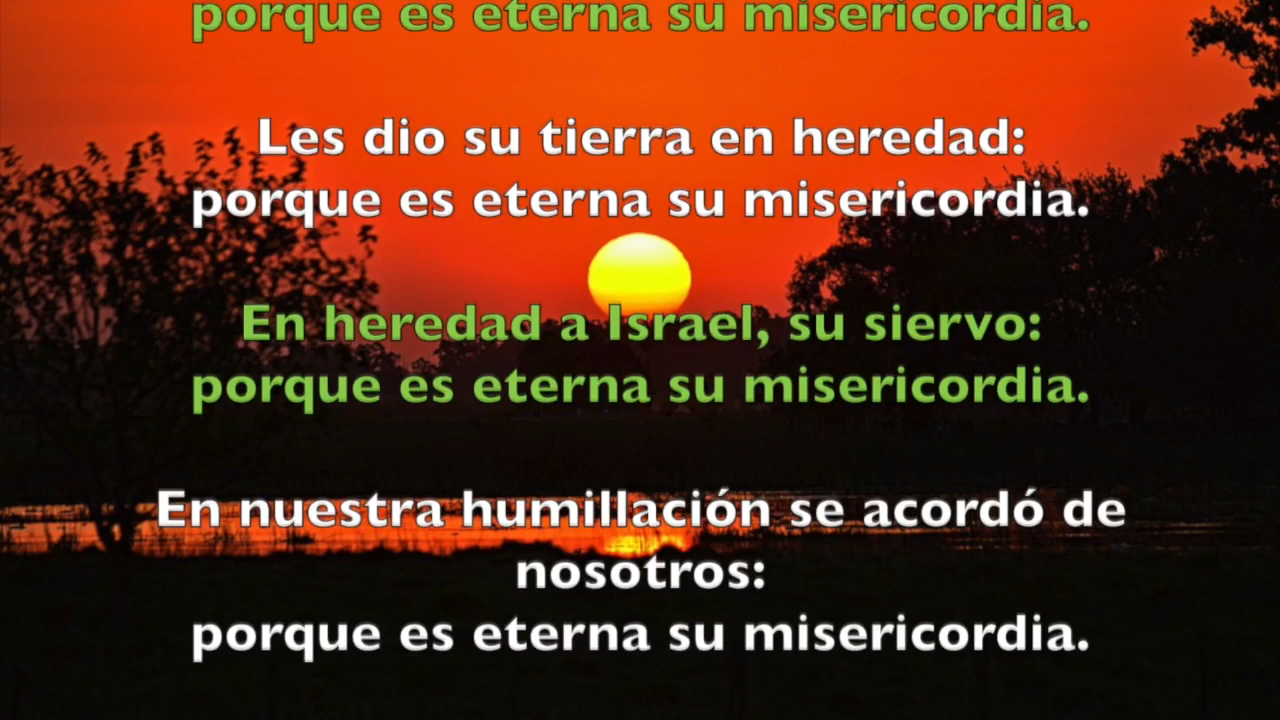 porque es eterna su misericordia.
Les dio su tierra en heredad:
porque es eterna su misericordia.
En heredad a Israel, su siervo:
porque es eterna su misericordia.
En nuestra humillación se acordó de
nosotros:
porque es eterna su misericordia.